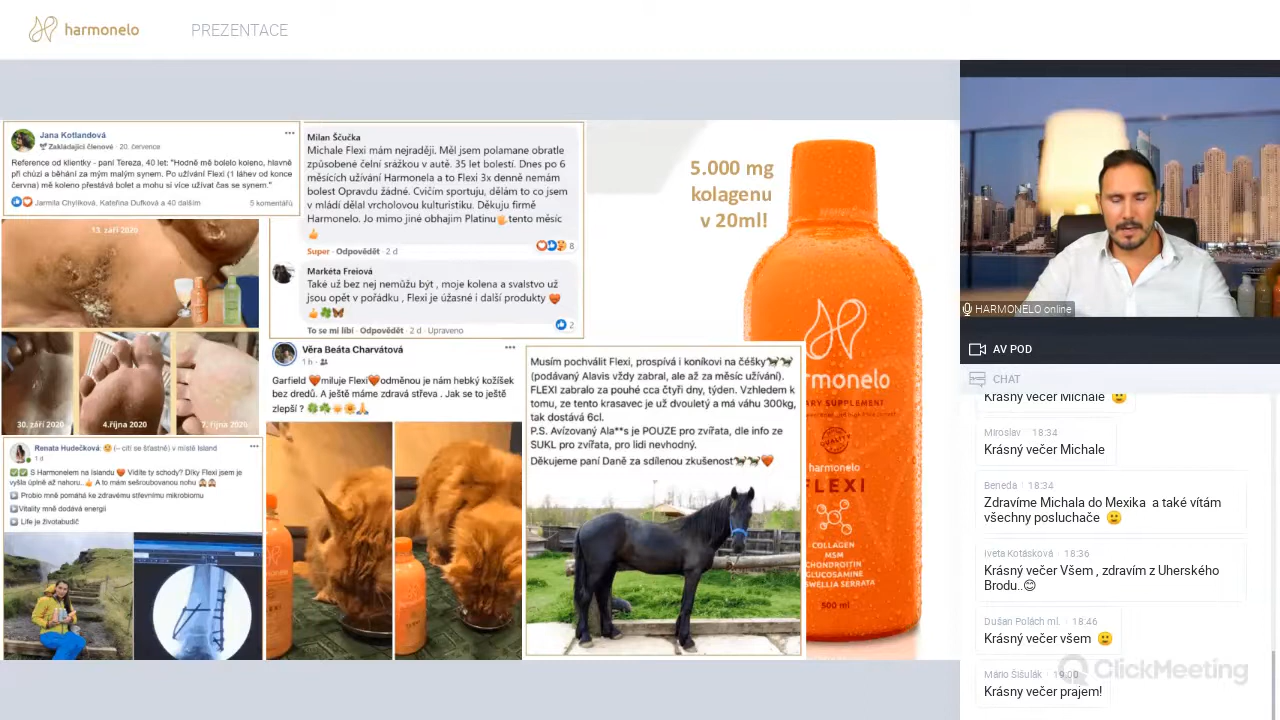 harmonelo
PREZENTACE
Jana Kotlandová
Zakládající členové · 20. července
Reference od klientky - paní Tereza, 40 let: "Hodně mě bolelo koleno, hlavně
při chůzi a běhání za mým malým synem. Po užívání Flexi (1 láhev od konce
června) mě koleno přestává bolet a mohu si více užívat čas se synem."
Jarmila Chylíková, Kateřina Dufková a 40 dalším
5 komentářů
13. září 2020
30. září 2020
4.října 2020
7. října 2020
Renata Hudečková: (– cítí se šťastně) v místě Island
1 d
S Harmonelem na Islandu Vidíte ty schody? Díky Flexi jsem je
vyšla úplně až nahoru.. A to mám sešroubovanou nohu
Probio mně pomáhá ke zdravému střevnímu mikrobiomu
Vitality mně dodává energii
Life je životabudič
Milan Ščučka
Michale Flexi mám nejraději. Měl jsem polamane obratle
způsobené čelní srážkou v autě. 35 let bolestí. Dnes po 6
měsících užívání Harmonela a to Flexi 3x denně nemám
bolest Opravdu žádné. Cvičím sportuju, dělám to co jsem
v mládí dělal vrcholovou kulturistiku. Děkuju firmě
Harmonelo. Jo mimo jiné obhajim Platinu🖐tento měsíc
👍
8
Super · Odpovědět · 2 d
Markéta Freiová
Také už bez nej nemůžu být , moje kolena a svalstvo už
jsou opět v pořádku , Flexi je úžasné i další produkty ❤
👍🍀🦋
2
To se mi líbí · Odpovědět · 2 d · Upraveno
Věra Beáta Charvátová
1 h ·
Garfield ❤miluje Flexi❤odměnou je nám hebký kožíšek
bez dredů. A ještě máme zdravá střeva . Jak se to ještě
zlepší ? 🍀🍀
Musím pochválit Flexi, prospívá i koníkovi na čéšky🐎🐎
(podávaný Alavis vždy zabral, ale až za měsíc užívání).
FLEXI zabralo za pouhé cca čtyři dny, týden. Vzhledem k
tomu, ze tento krasavec je už dvouletý a má váhu 300kg,
tak dostává 6cl.
P.S. Avízovaný Ala**s je POUZE pro zvířata, dle info ze
SUKL pro zvířata, pro lidi nevhodný.
Děkujeme paní Daně za sdílenou zkušenost🐎🐎❤
5.000 mg
kolagenu
v 20ml!
rmonelo
ARY SUPPLEMENT
QUALITY
harmonelo
FLEXI
COLLAGEN
MSM
CHONDROITIN
GLUCOSAMINE
SWELLIA SERRATA
500 ml
HARMONELO online
AV POD
CHAT
Krásný večer Michale 🙂
Miroslav · 18:34
Krásný večer Michale
Beneda · 18:34
Zdravíme Michala do Mexika a také vítám
všechny posluchače 🙂
Iveta Kotásková · 18:36
Krásný večer Všem , zdravím z Uherského
Brodu..😊
Dušan Polách ml. · 18:46
Krásný večer všem 🙂
Mário Šišulák · 19:00
Krásny večer prajem!
ClickMeeting